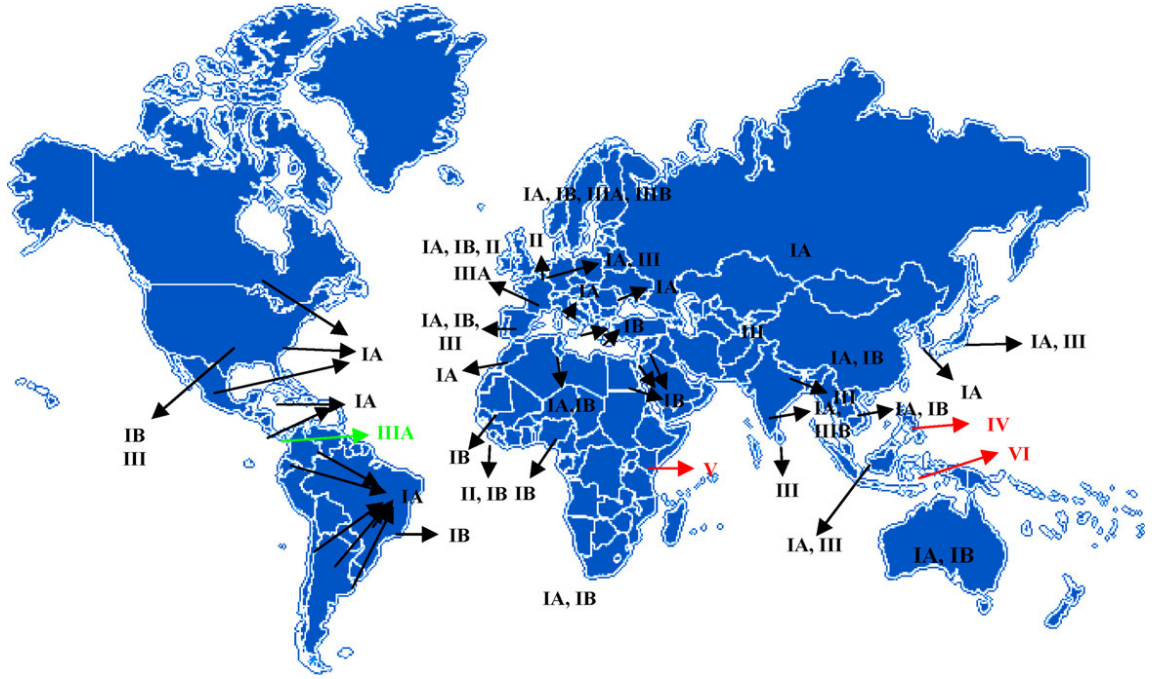 IA, IB, IIIA, IIIB
IA, IB, II
II
IA, III
IA
IIIA
IA
IA
IA, IB,
III
IB
III
IA, IB
IA, III
IA
IA
IA
IA
IA,IB
IB
III
IA,
IIIB
IA, IB
IB
III
IIIA
IV
IB
II, IB
IB
V
III
VI
IA
IB
IA, III
IA, IB
IA, IB